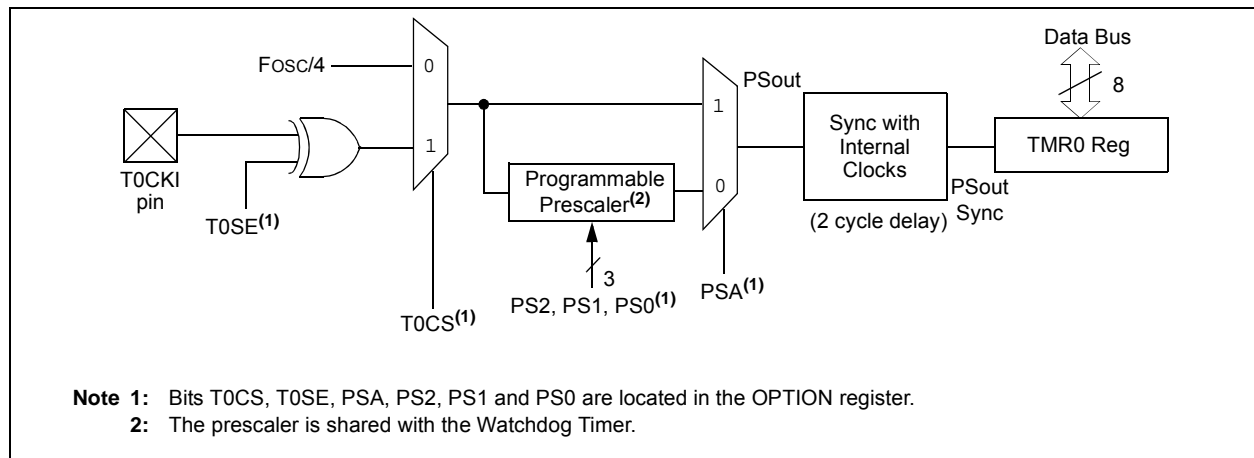 Data Bus
8
FOSC/4
0
PSout
1
Sync with
Internal
Clocks
TMR0 Reg
1
T0CKI
pin
Programmable
Prescaler(2)
0
PSout
Sync
T0SE(1)
(2 cycle delay)
3
PS2, PS1, PS0(1)
PSA(1)
T0CS(1)
Note 1: Bits T0CS, T0SE, PSA, PS2, PS1 and PS0 are located in the OPTION register.
2: The prescaler is shared with the Watchdog Timer.